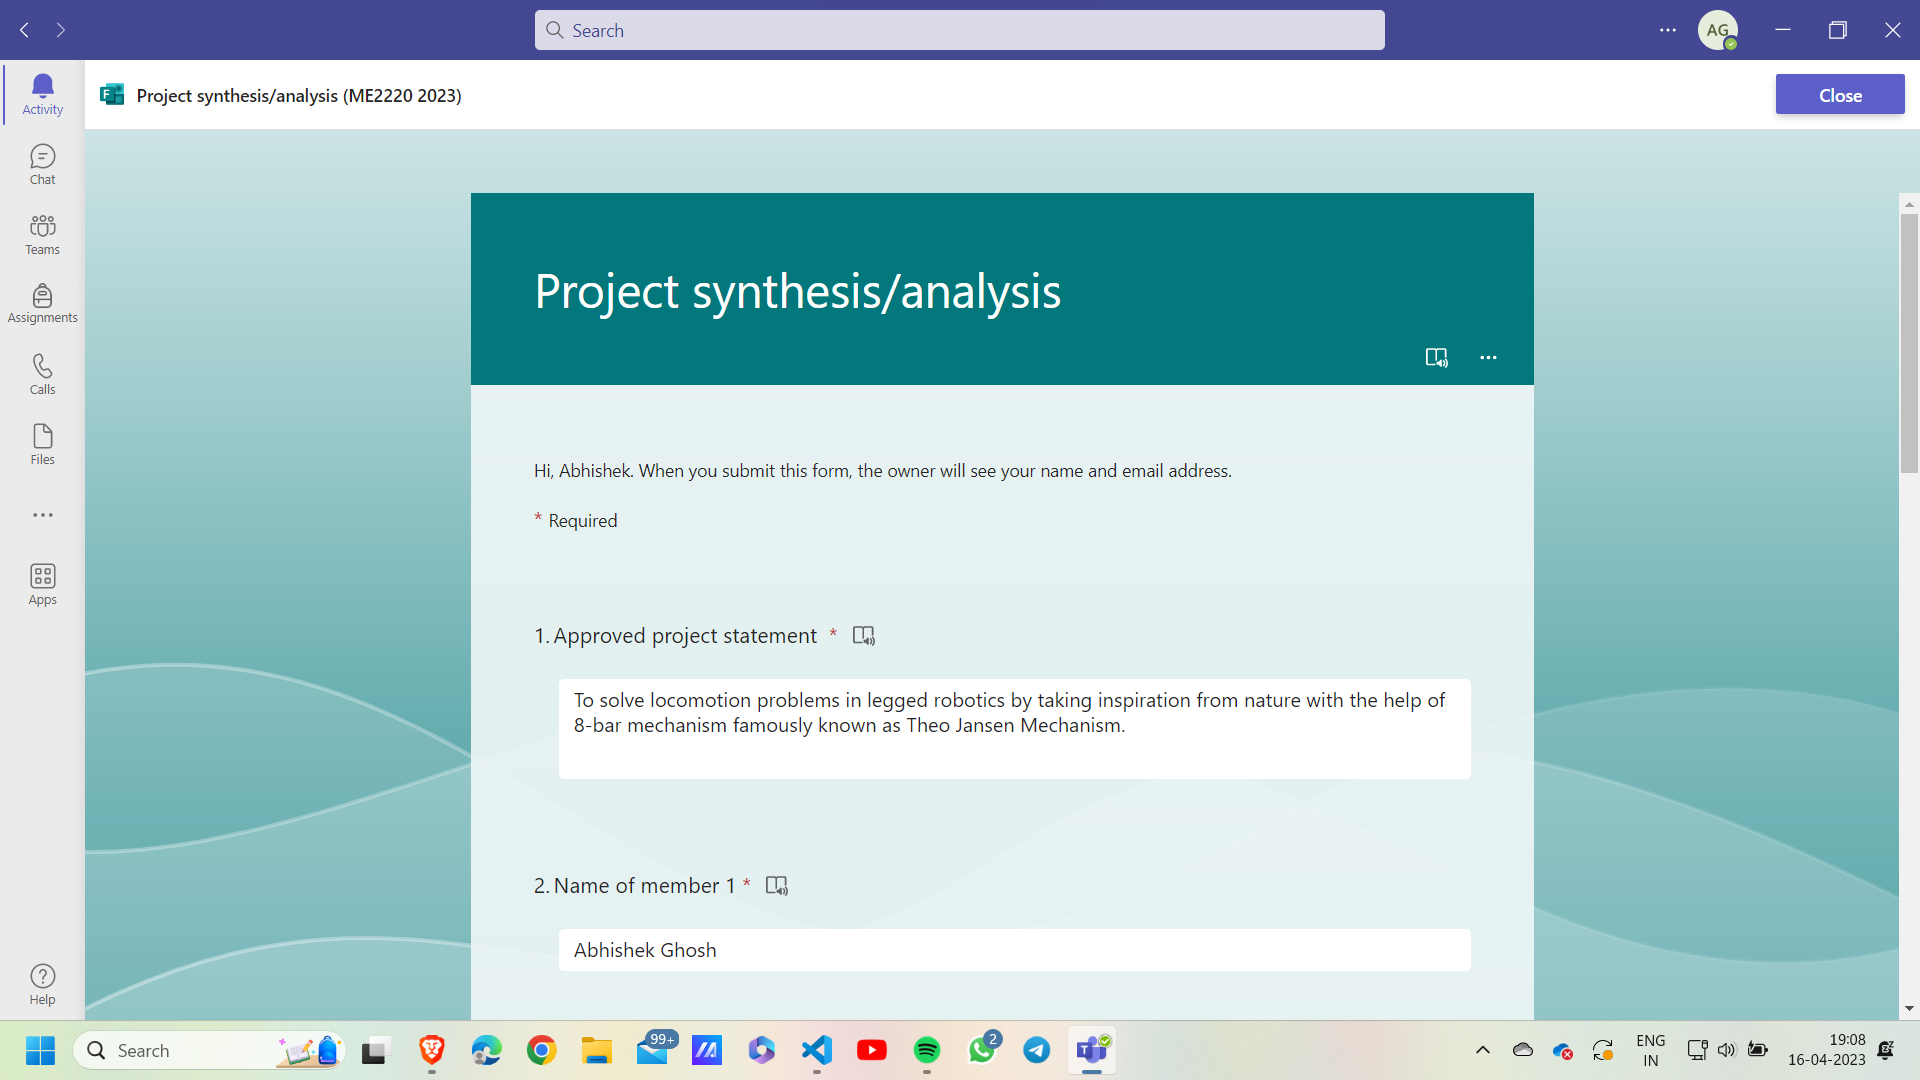 Search
AG
Activity
Chat
Teams
Assignments
Calls
Files
Apps
Help
Project synthesis/analysis (ME2220 2023)
Close
Project synthesis/analysis
Hi, Abhishek. When you submit this form, the owner will see your name and email address.
* Required
1. Approved project statement *
To solve locomotion problems in legged robotics by taking inspiration from nature with the help of
8-bar mechanism famously known as Theo Jansen Mechanism.
2. Name of member 1 *
Abhishek Ghosh
Search
99+
2
ENG
IN
19:08
16-04-2023